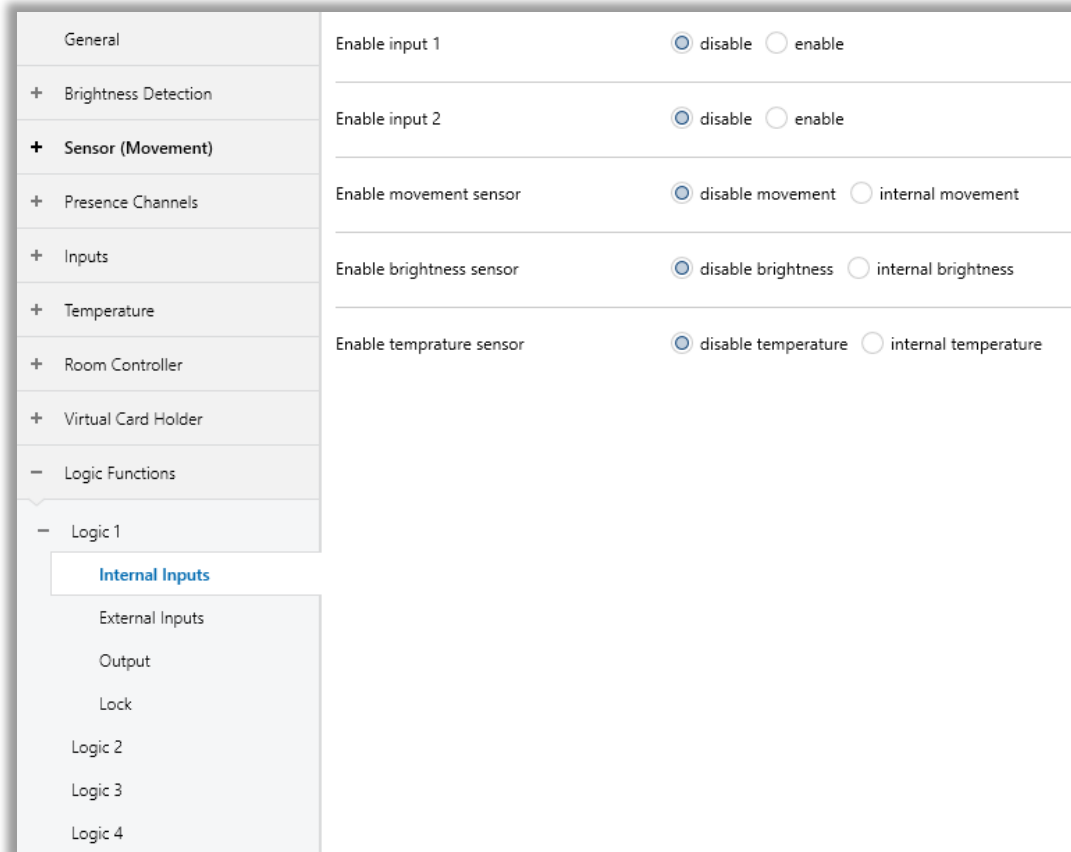 General
Brightness Detection
Sensor (Movement)
Presence Channels
Inputs
Temperature
Room Controller
Virtual Card Holder
Logic Functions
Logic 1
Internal Inputs
External Inputs
Output
Lock
Logic 2
Logic 3
Logic 4
Enable input 1 disable enable
Enable input 2 disable enable
Enable movement sensor disable movement internal movement
Enable brightness sensor disable brightness internal brightness
Enable temprature sensor disable temperature internal temperature